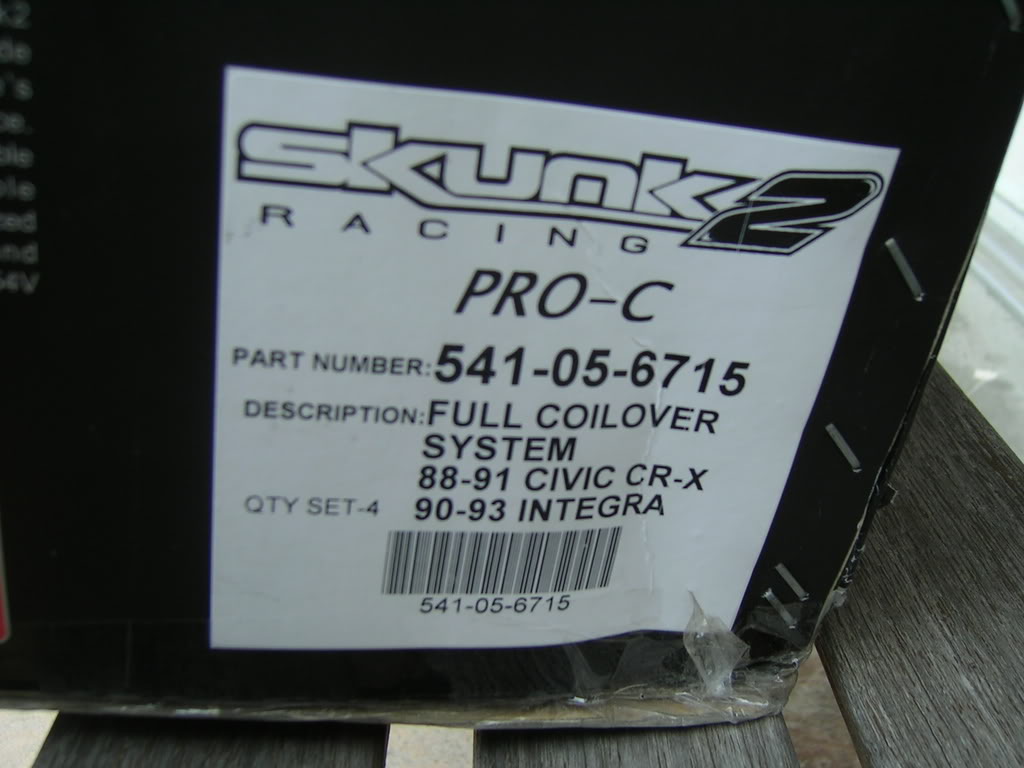 SKUNK2
RACING
PRO-C
PART NUMBER: 541-05-6715
DESCRIPTION: FULL COILOVER
SYSTEM
88-91 CIVIC CR-X
QTY SET-4 90-93 INTEGRA
541-05-6715